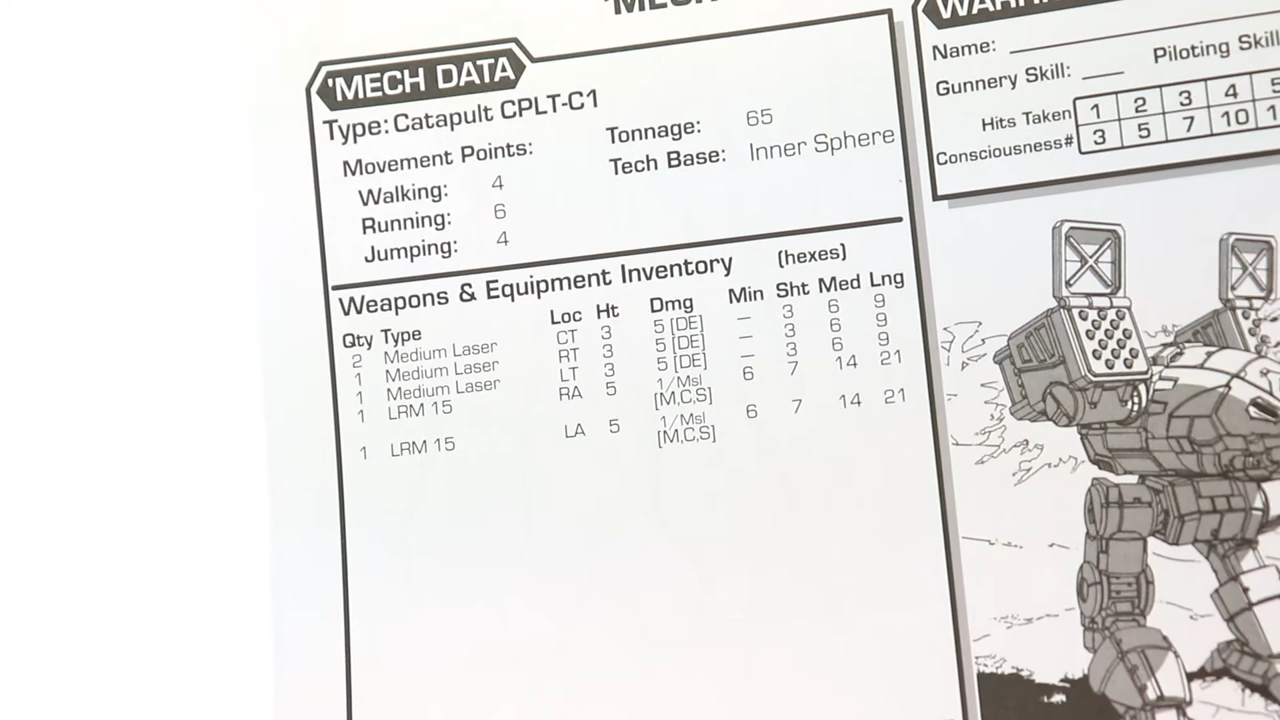 'MECH DATA
Type: Catapult CPLT-C1
Movement Points:
Walking: 4
Running: 6
Jumping: 4
Tonnage: 65
Tech Base: Inner Sphere
Weapons & Equipment Inventory (hexes)
Qty Type Loc Ht Dmg Min Sht Med Lng
2 Medium Laser CT 3 5 [DE] — 3 6 9
1 Medium Laser RT 3 5 [DE] — 3 6 9
1 Medium Laser LT 3 5 [DE] — 3 6 9
1 LRM 15 RA 5 1/Msl 6 7 14 21
[M,C,S]
1 LRM 15 LA 5 1/Msl 6 7 14 21
[M,C,S]
Name:
Gunnery Skill: Piloting Skill
Hits Taken 1 2 3 4 5
Consciousness# 3 5 7 10